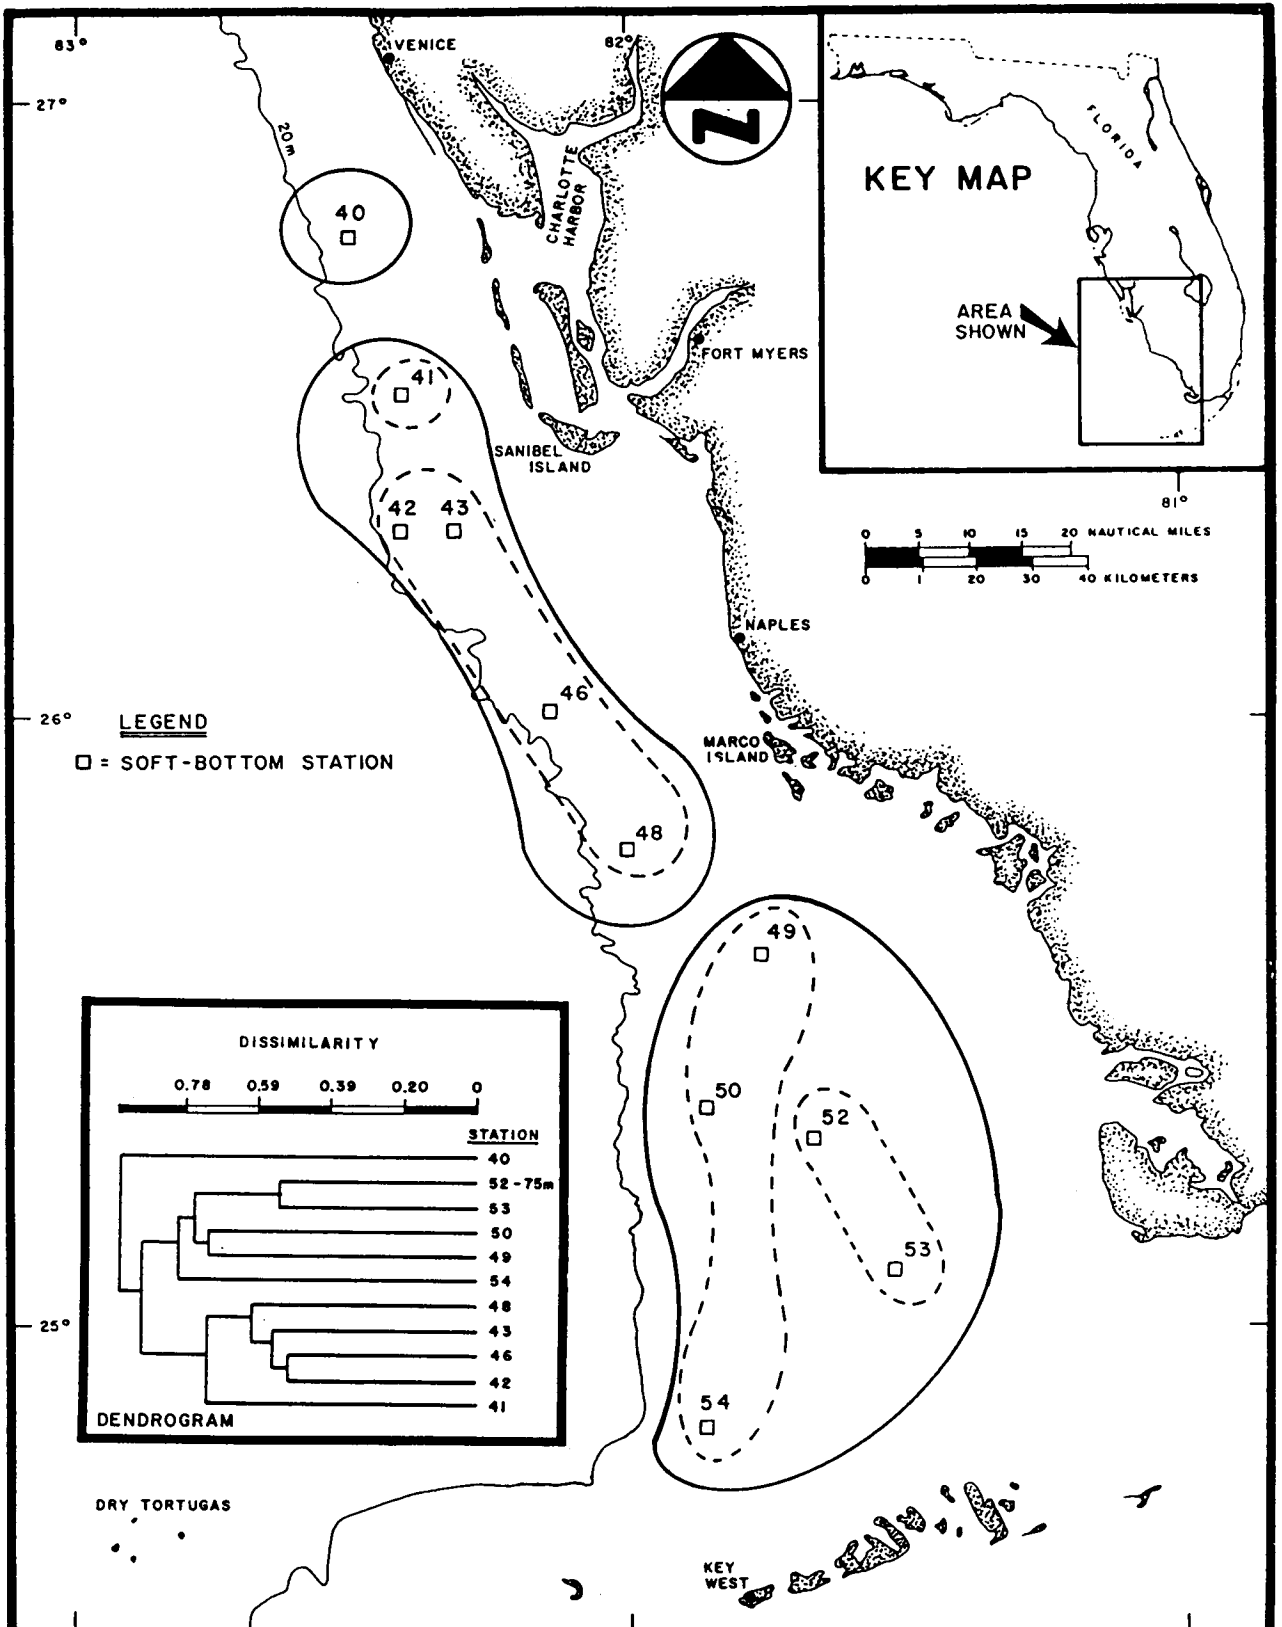 83°
82°
VENICE
27°
20m
CHARLOTTE
HARBOR
N
FLORIDA
KEY MAP
AREA
SHOWN
40
41
FORT MYERS
SANIBEL
ISLAND
81°
42 43
0 5 10 15 20 NAUTICAL MILES
0 1 20 30 40 KILOMETERS
NAPLES
46
26°
LEGEND
□ = SOFT-BOTTOM STATION
MARCO
ISLAND
48
49
DISSIMILARITY
0.78 0.59 0.39 0.20 0
STATION
40
52-75m
53
50
49
54
48
43
46
42
41
DENDROGRAM
50
52
53
25°
54
DRY TORTUGAS
KEY
WEST